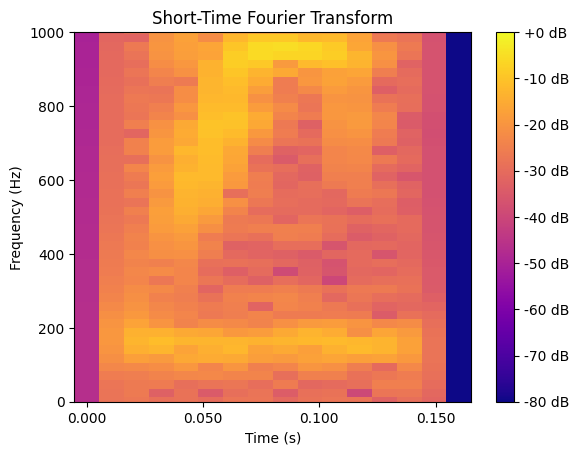 Short-Time Fourier Transform
Frequency (Hz)
1000
800
600
400
200
0
0.000
0.050
0.100
0.150
Time (s)
+0 dB
-10 dB
-20 dB
-30 dB
-40 dB
-50 dB
-60 dB
-70 dB
-80 dB